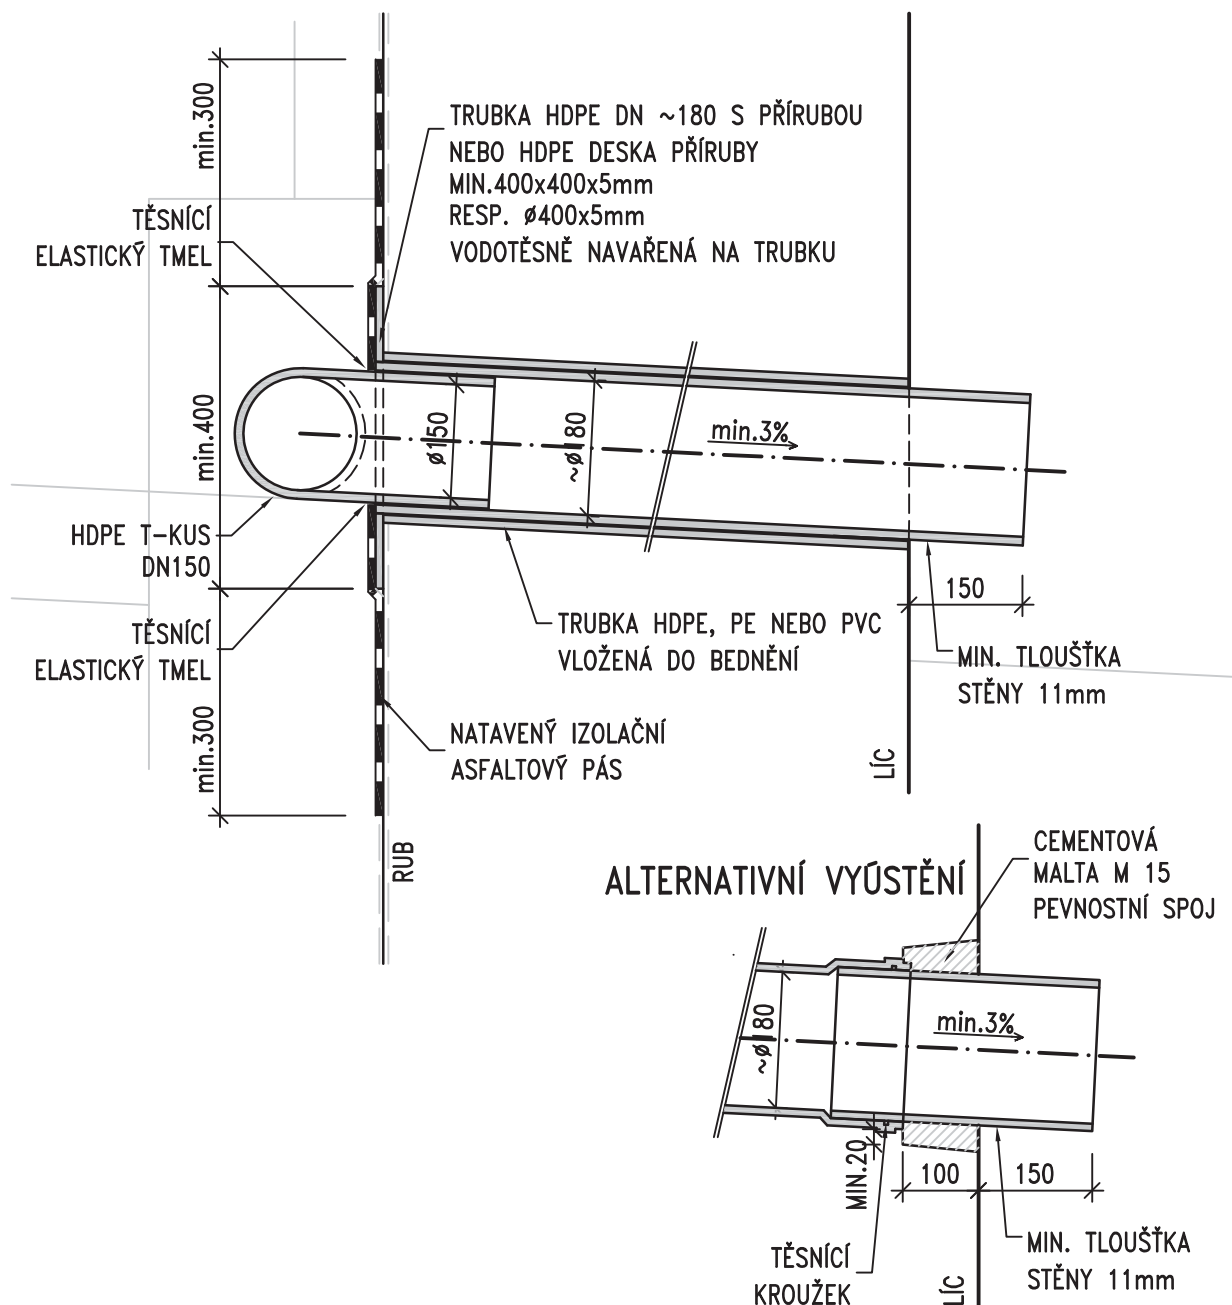 min.300
TRUBKA HDPE DN ~180 S PŘÍRUBOU
NEBO HDPE DESKA PŘÍRUBY
MIN.400x400x5mm
RESP. ø400x5mm
VODOTĚSNĚ NAVAŘENÁ NA TRUBKU
TĚSNÍCÍ
ELASTICKÝ TMEL
min.400
ø150
~ø180
min.3%
HDPE T-KUS
DN150
TĚSNÍCÍ
ELASTICKÝ TMEL
150
TRUBKA HDPE, PE NEBO PVC
VLOŽENÁ DO BEDNĚNÍ
MIN. TLOUŠŤKA
STĚNY 11mm
min.300
NATAVENÝ IZOLAČNÍ
ASFALTOVÝ PÁS
LÍC
RUB
ALTERNATIVNÍ VYÚSTĚNÍ
CEMENTOVÁ
MALTA M 15
PEVNOSTNÍ SPOJ
~ø180
min.3%
MIN.20
100
150
TĚSNÍCÍ
KROUŽEK
LÍC
MIN. TLOUŠŤKA
STĚNY 11mm